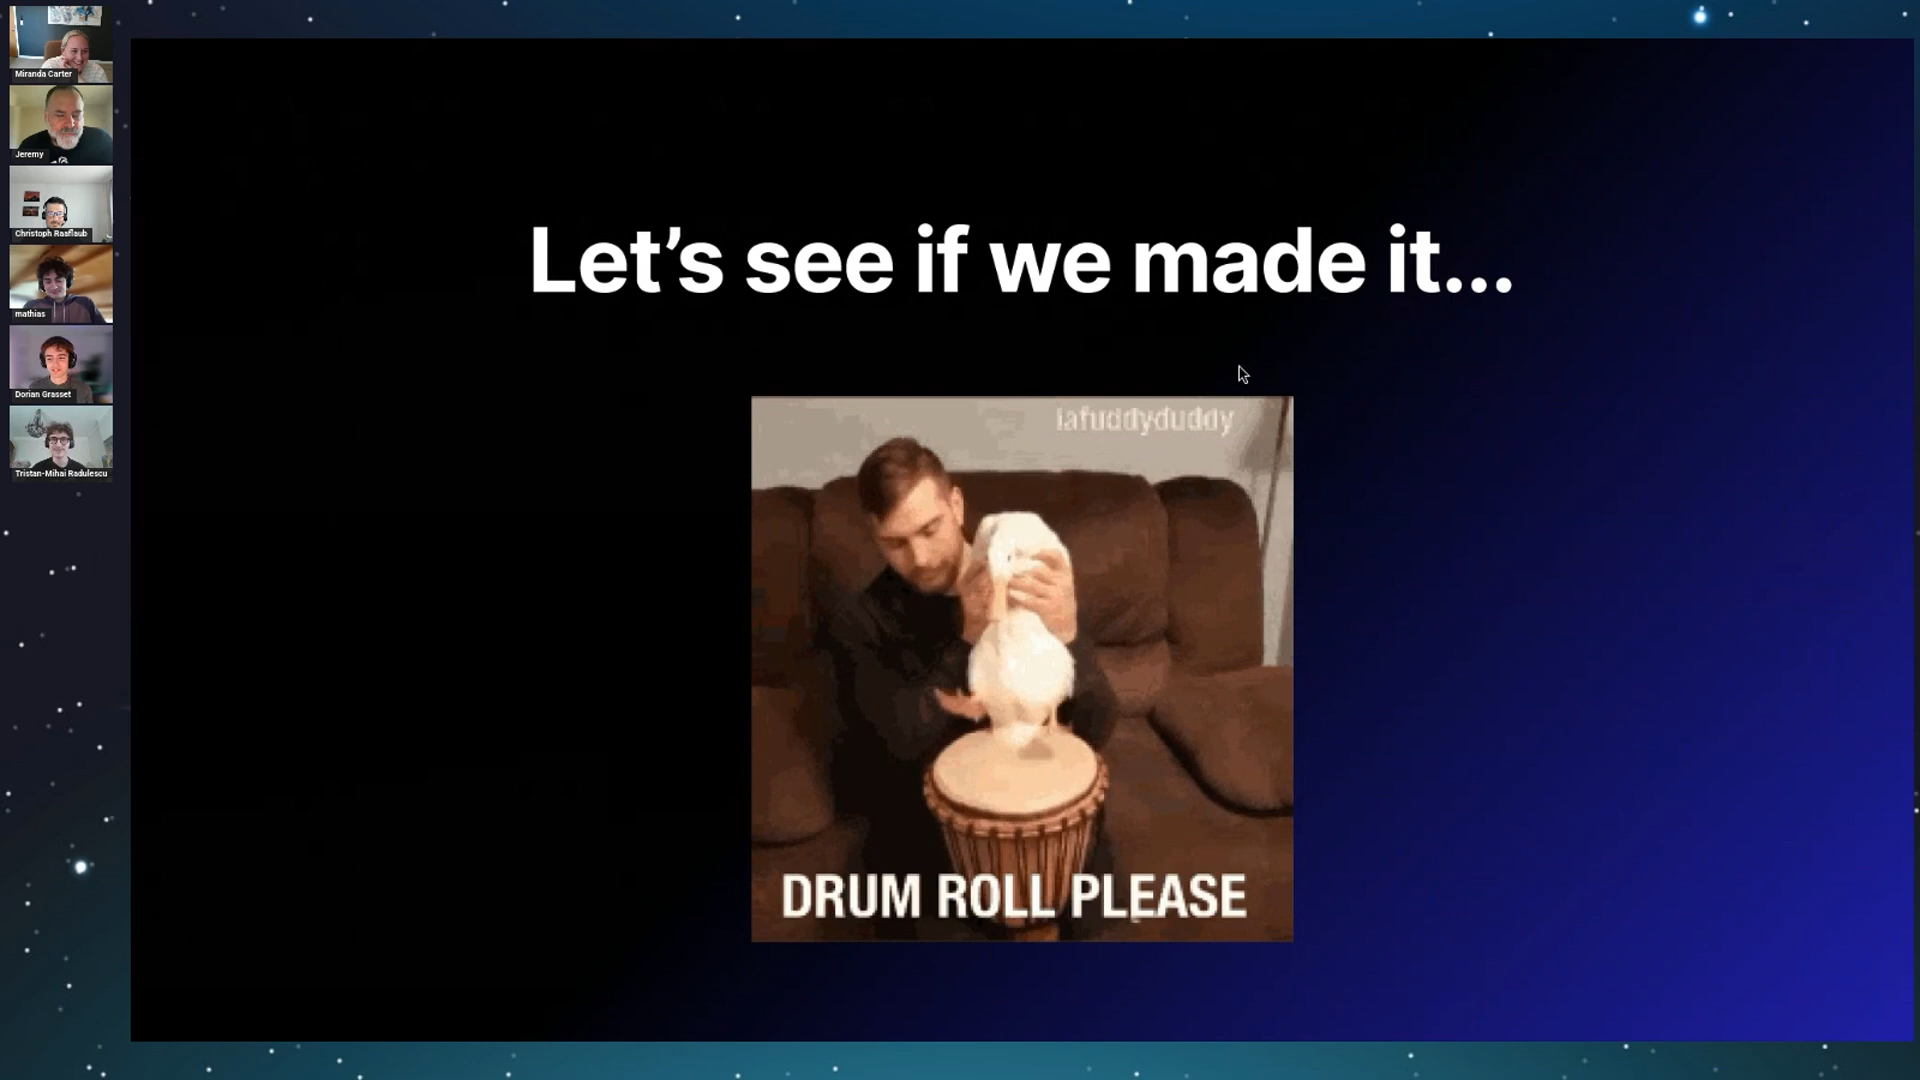 Miranda Carter
Jeremy
Christoph Raaflaub
mathias
Dorian Grasset
Tristan-Mihai Radulescu
Let’s see if we made it...
iafuddyduddy
DRUM ROLL PLEASE